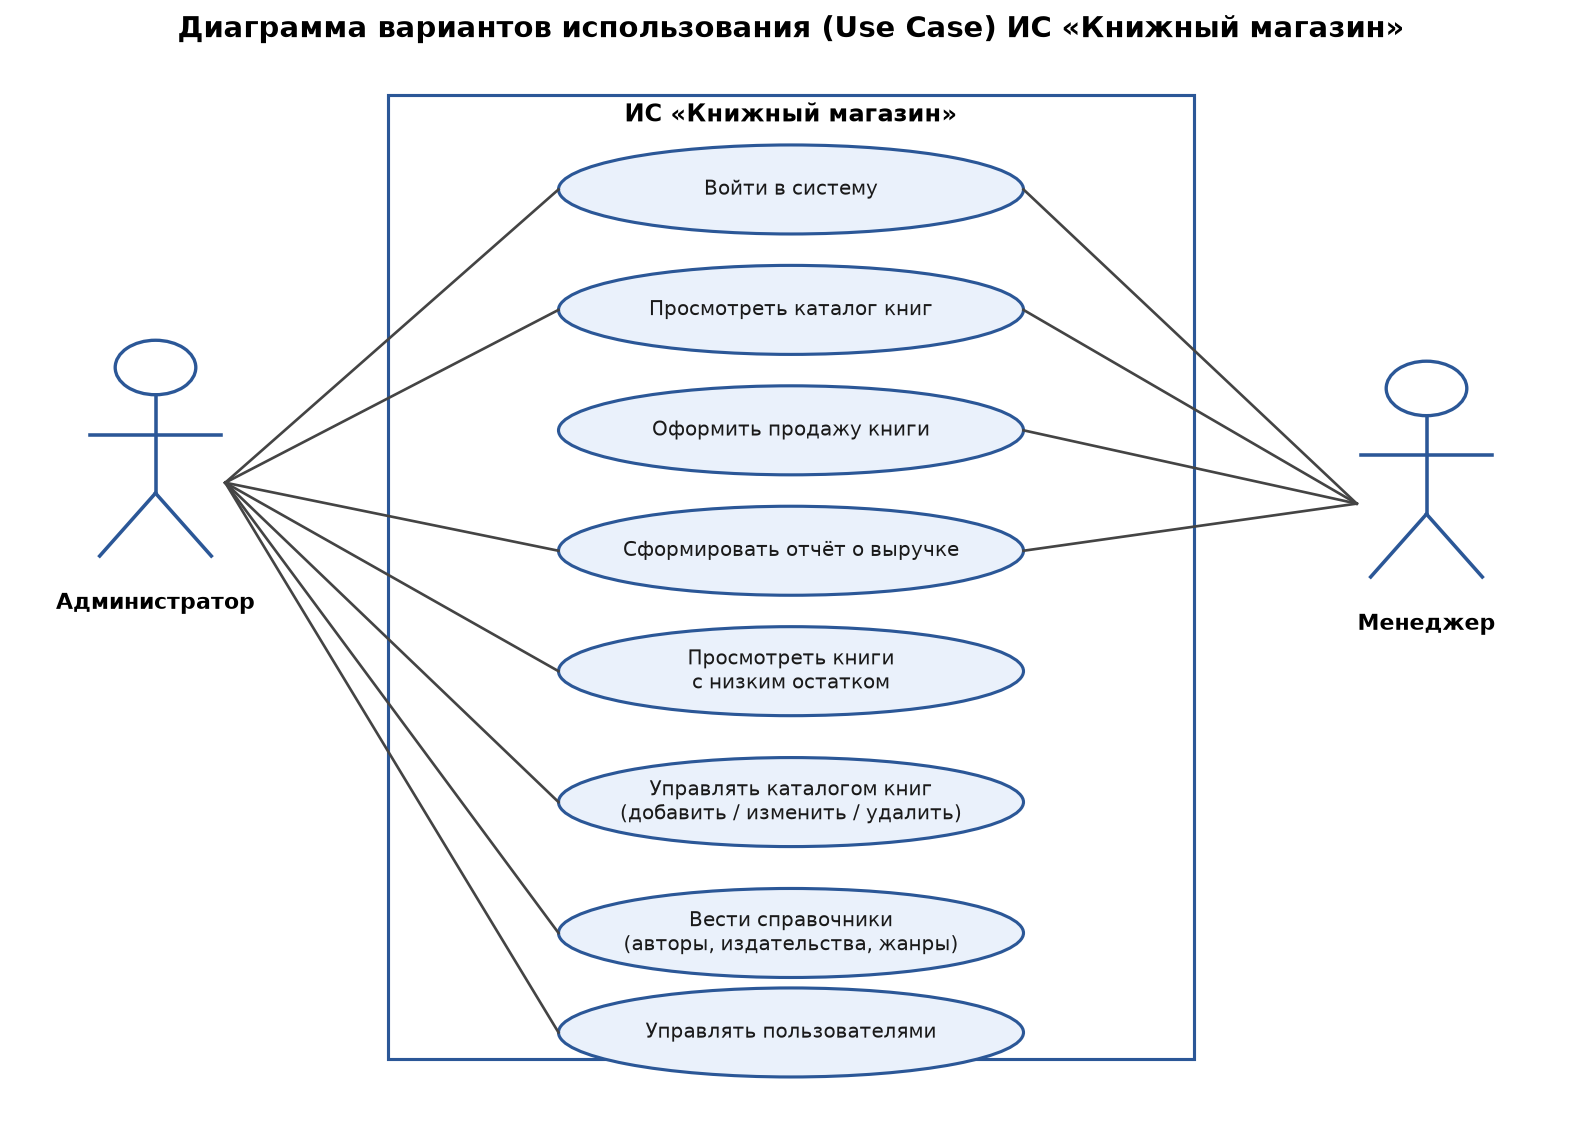 Диаграмма вариантов использования (Use Case) ИС «Книжный магазин»
ИС «Книжный магазин»
Войти в систему
Просмотреть каталог книг
Оформить продажу книги
Сформировать отчёт о выручке
Просмотреть книги
с низким остатком
Управлять каталогом книг
(добавить / изменить / удалить)
Вести справочники
(авторы, издательства, жанры)
Управлять пользователями
Администратор
Менеджер